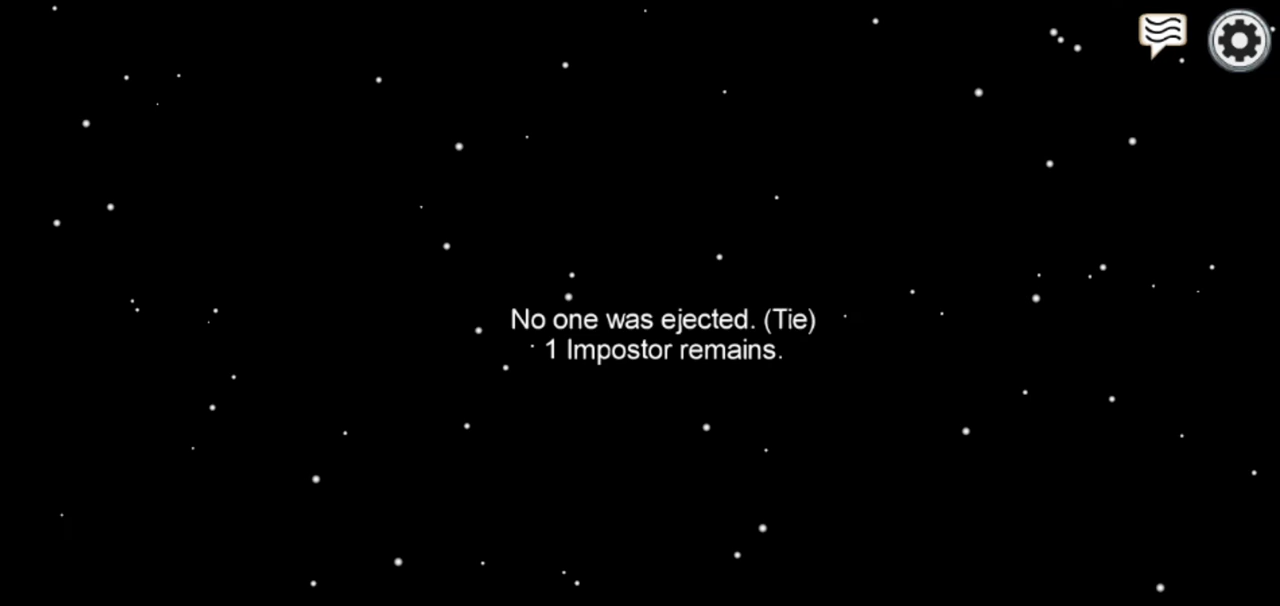 No one was ejected. (Tie)
1 Impostor remains.